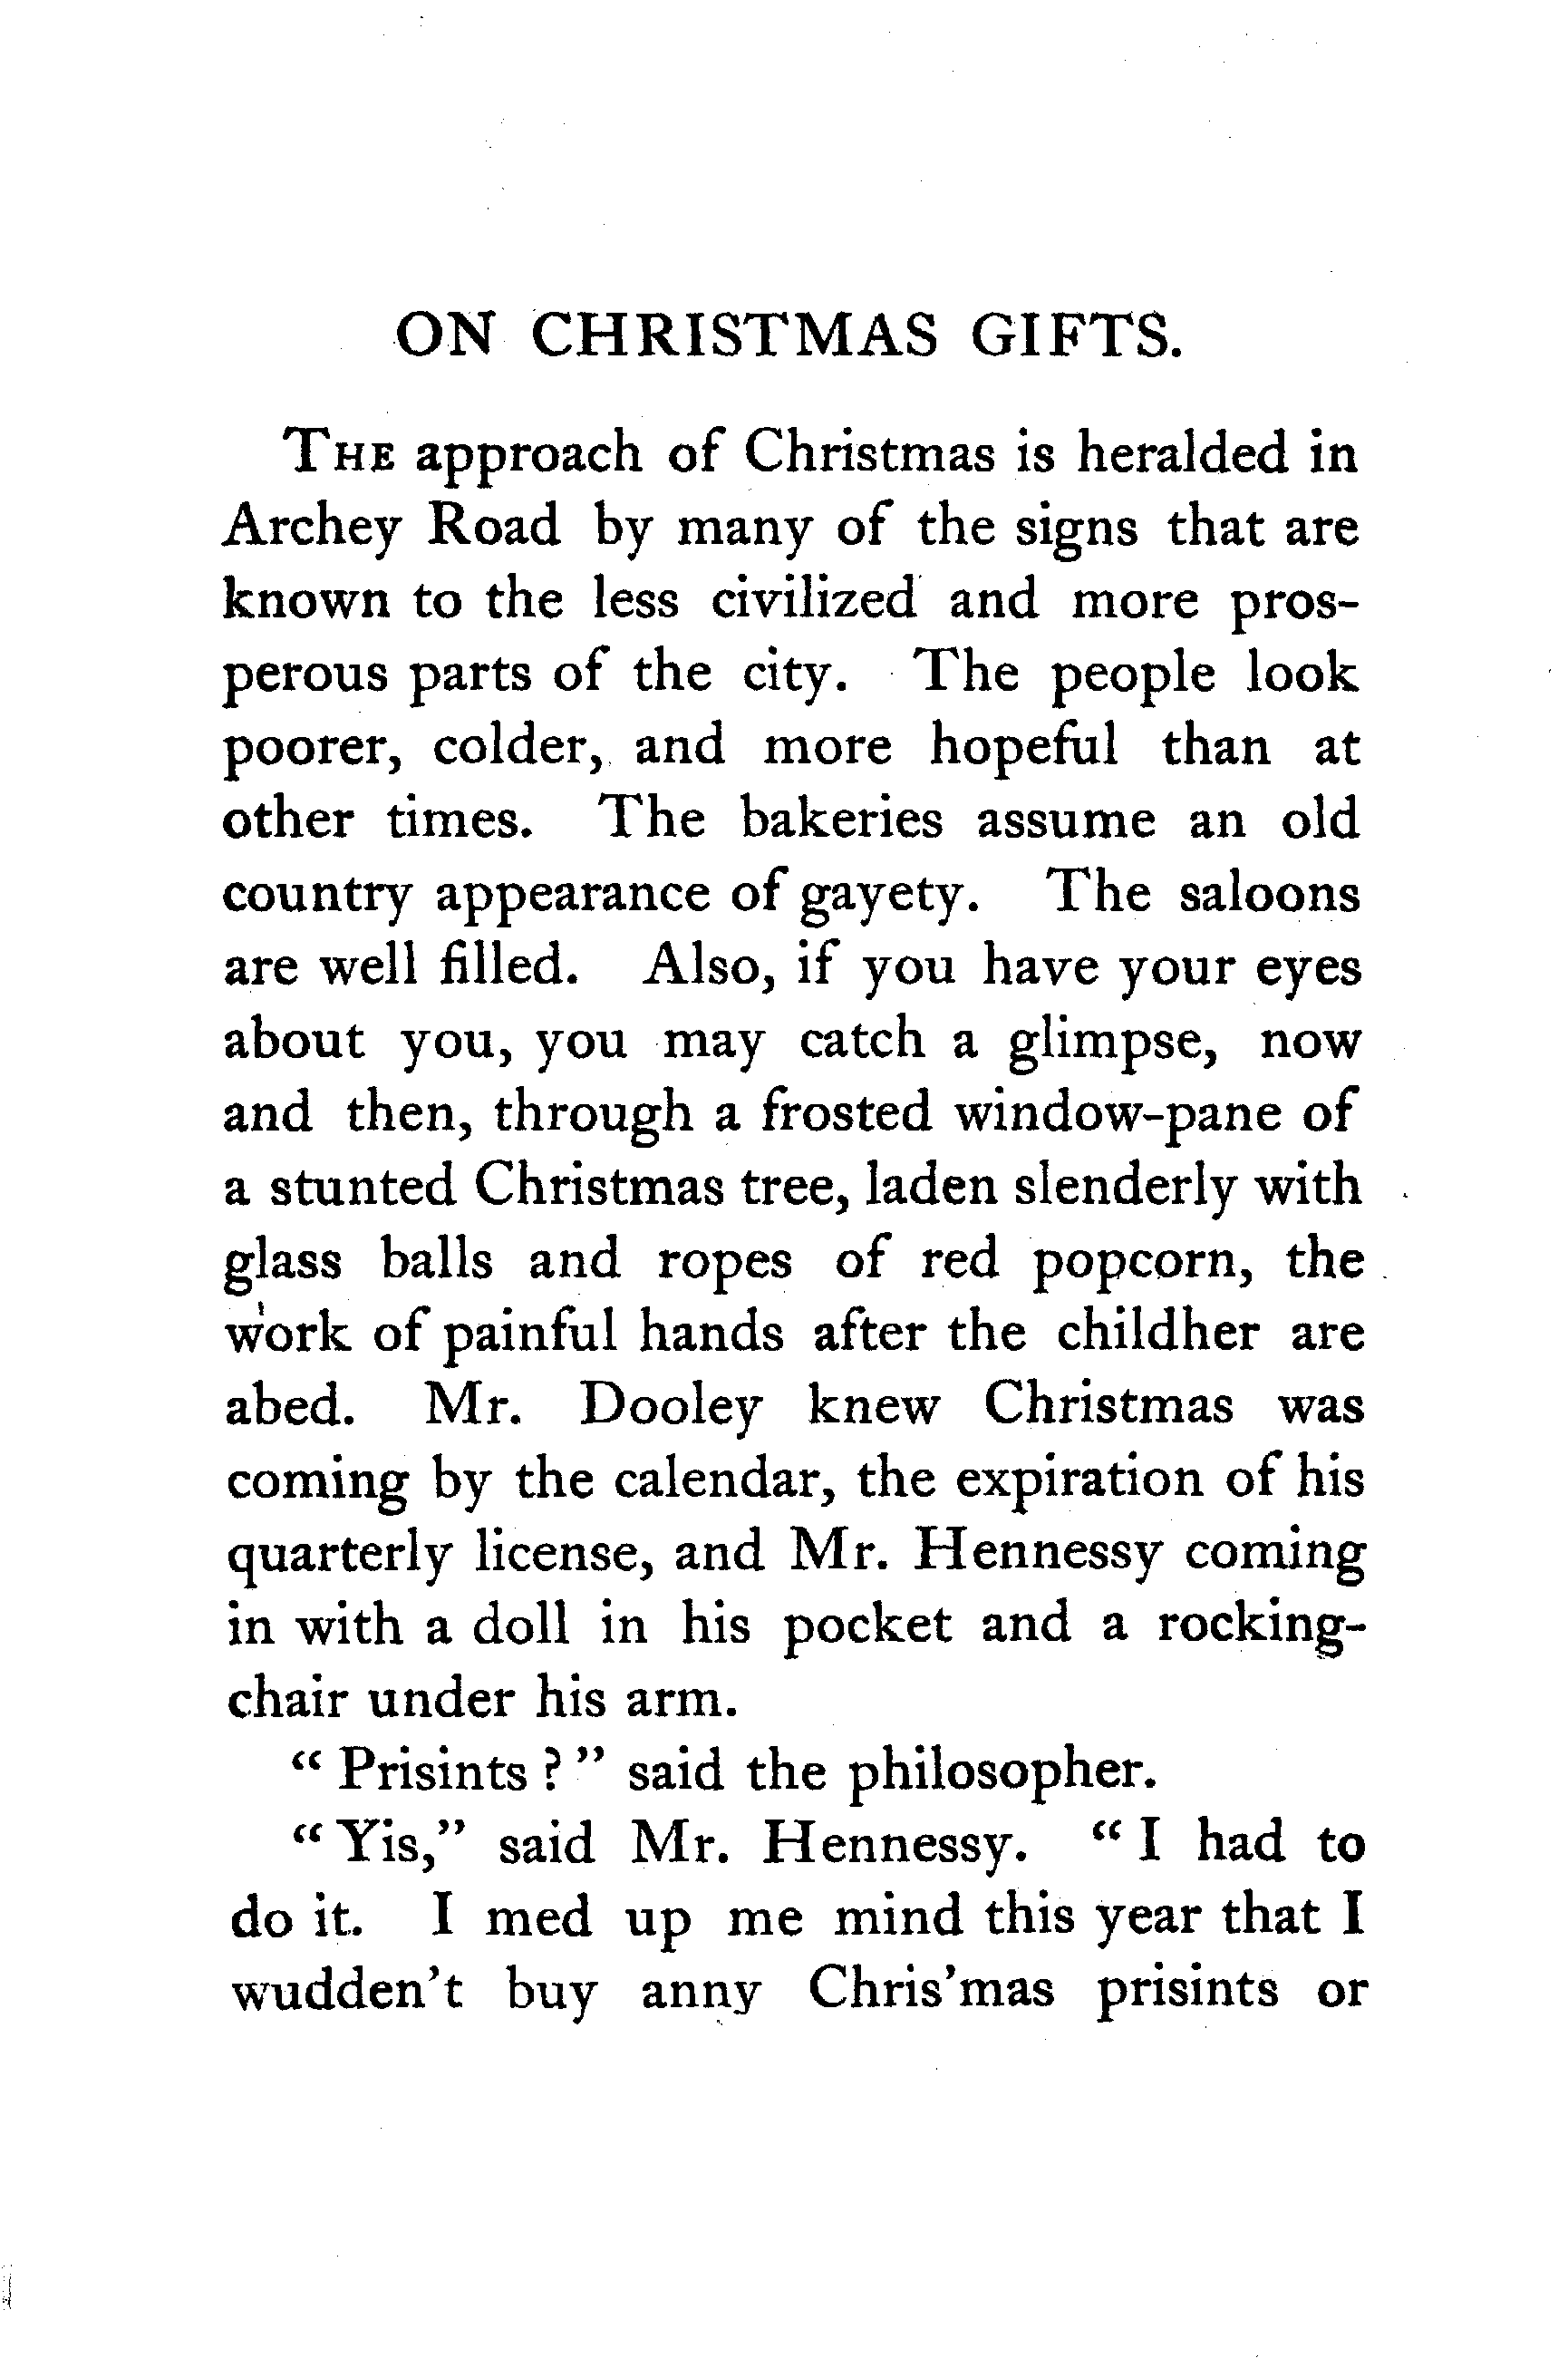 ON CHRISTMAS GIFTS.
THE approach of Christmas is heralded in
Archey Road by many of the signs that are
known to the less civilized and more pros-
perous parts of the city. The people look
poorer, colder, and more hopeful than at
other times. The bakeries assume an old
country appearance of gayety. The saloons
are well filled. Also, if you have your eyes
about you, you may catch a glimpse, now
and then, through a frosted window-pane of
a stunted Christmas tree, laden slenderly with
glass balls and ropes of red popcorn, the
work of painful hands after the childher are
abed. Mr. Dooley knew Christmas was
coming by the calendar, the expiration of his
quarterly license, and Mr. Hennessy coming
in with a doll in his pocket and a rocking-
chair under his arm.
“ Prisints ? ” said the philosopher.
“ Yis,” said Mr. Hennessy. “ I had to
do it. I med up me mind this year that I
wudden't buy anny Chris'mas prisints or